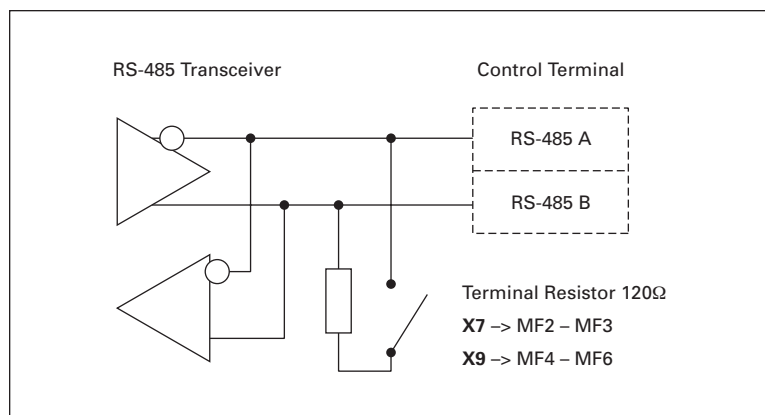 RS-485 Transceiver
Control Terminal
RS-485 A
RS-485 B
Terminal Resistor 120Ω
X7 –> MF2 – MF3
X9 –> MF4 – MF6